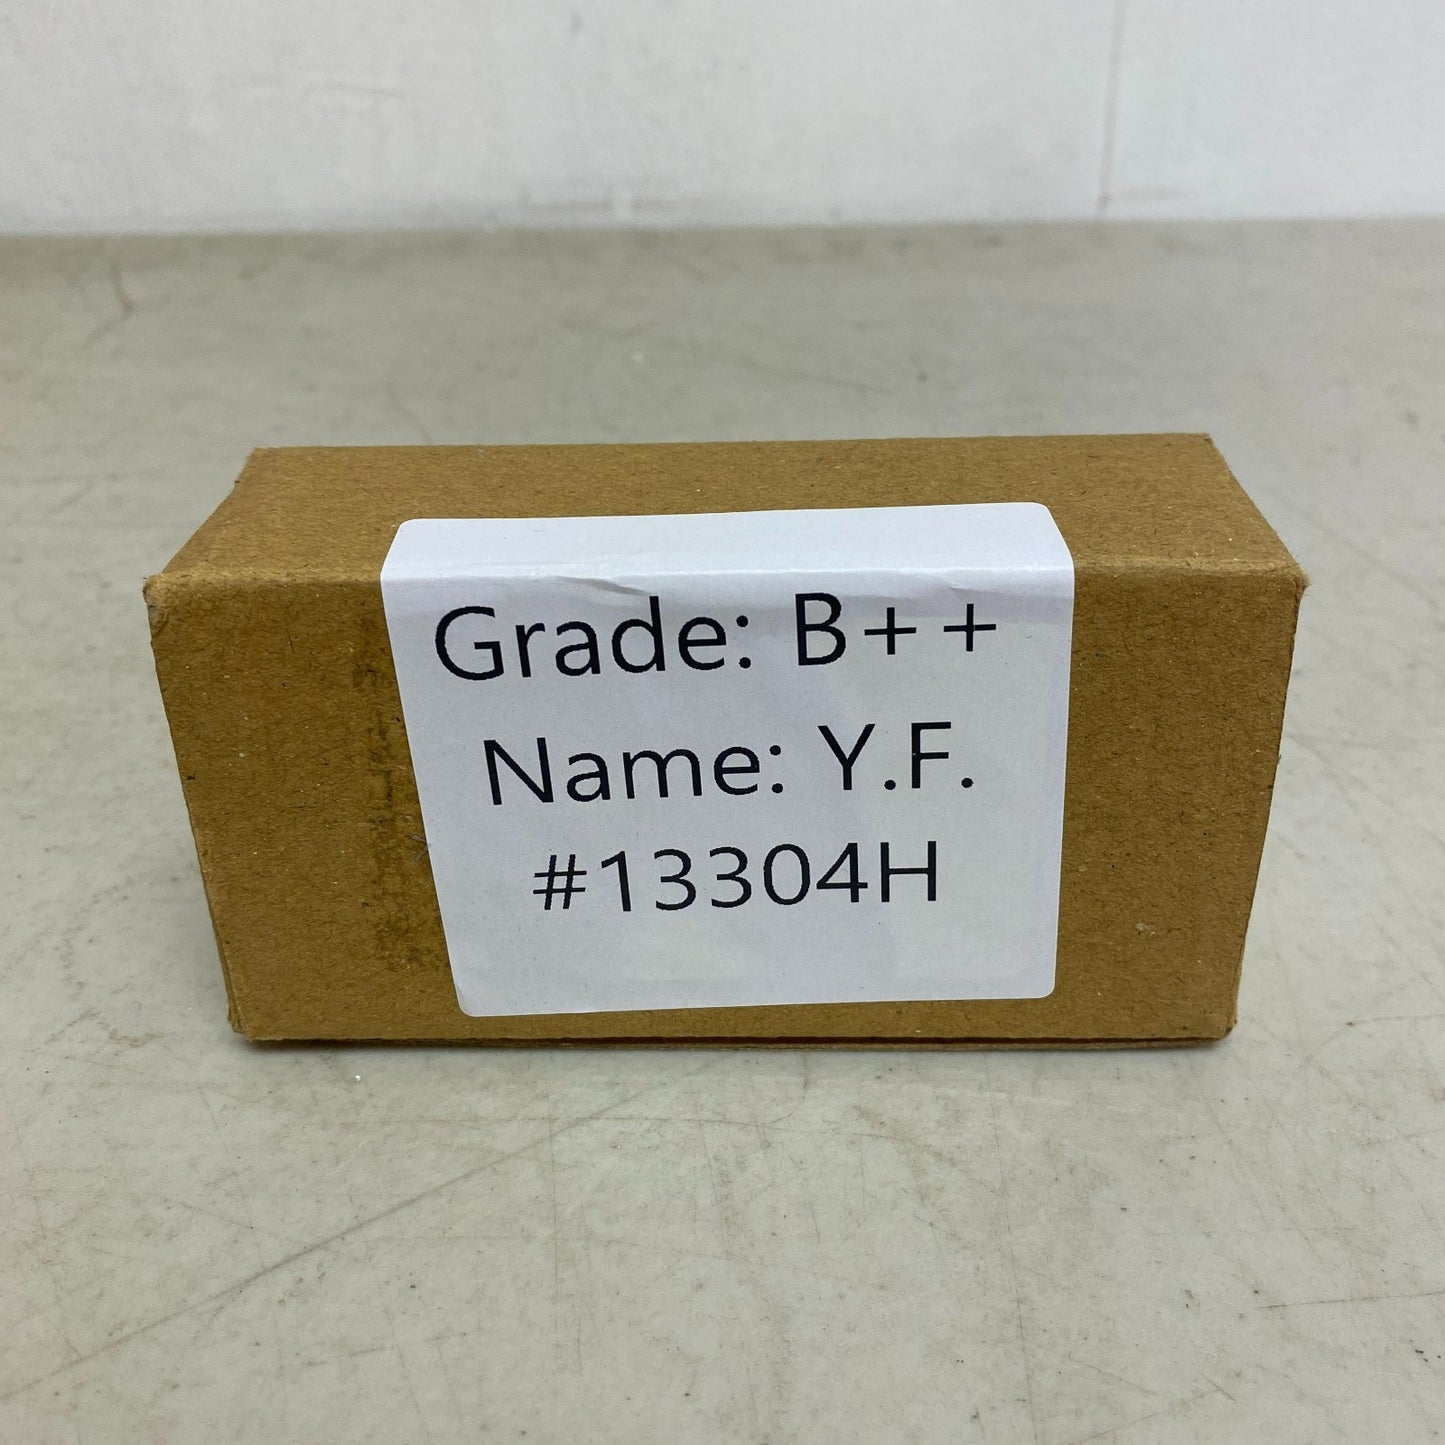 Grade: B++
Name: Y.F.
#13304H